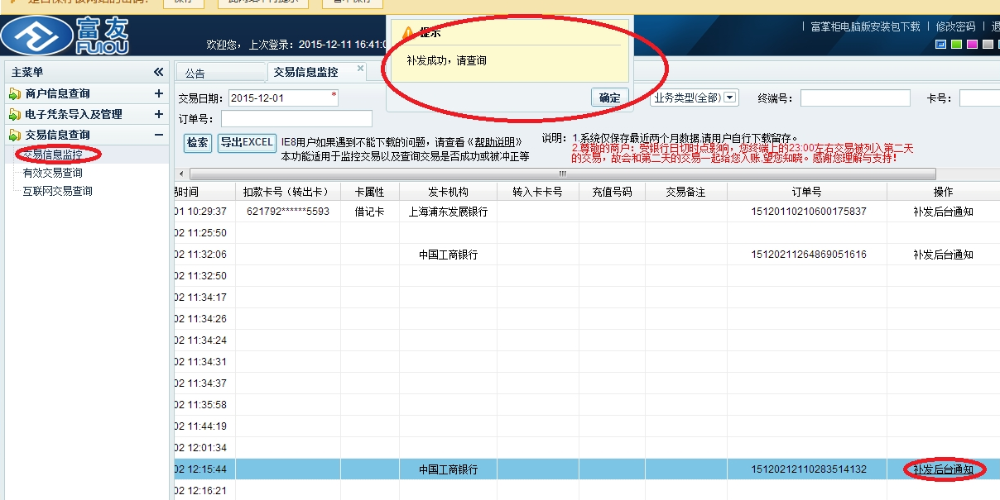 是否保存该网站的密码?
富友
FUIOU
欢迎您，上次登录：2015-12-11 16:41:0
提示
补发成功，请查询
确定
富掌柜电脑版安装包下载 | 修改密码 | 退
主菜单
商户信息查询
电子凭条导入及管理
交易信息查询
交易信息监控
有效交易查询
互联网交易查询
公告
交易信息监控
交易日期： 2015-12-01 *
业务类型(全部)
终端号：
卡号：
订单号：
检索
导出EXCEL
IE8用户如果遇到不能下载的问题，请查看《帮助说明》
本功能适用于监控交易以及查询交易是否成功或被冲正等
说明： 1.系统仅保存最近两个月数据,请用户自行下载留存。
2.尊敬的商户：受银行日切时点影响，您终端上的23:00左右交易被列入第二天
的交易，故会和第二天的交易一起给您入账,望您知晓。感谢您理解与支持!
易时间 扣款卡号（转出卡） 卡属性 发卡机构 转入卡卡号 充值号码 交易备注 订单号 操作
01 10:29:37 621792******5593 借记卡 上海浦东发展银行 15120110210600175837 补发后台通知
02 11:25:50
02 11:32:06 中国工商银行 15120211264869051616 补发后台通知
02 11:32:50
02 11:34:17
02 11:34:26
02 11:34:24
02 11:34:31
02 11:34:37
02 11:35:58
02 11:44:19
02 12:01:34
02 12:15:44 中国工商银行 15120212110283514132 补发后台通知
02 12:16:21